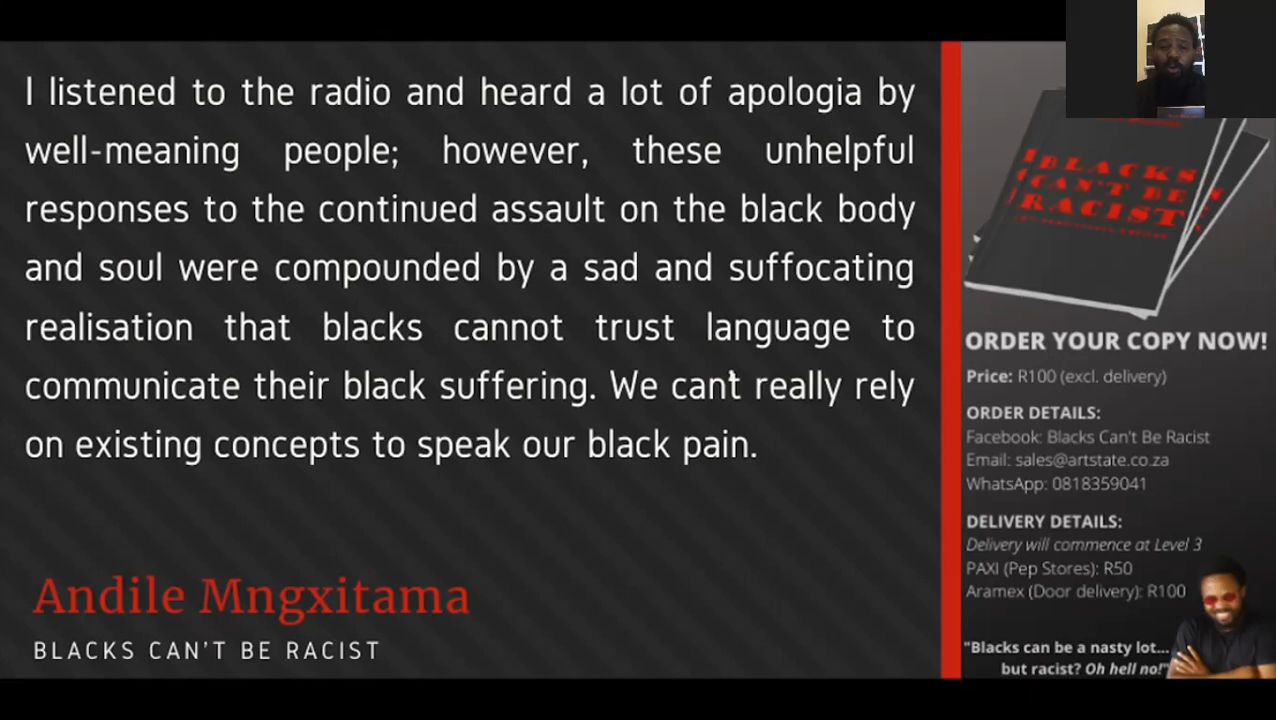 I listened to the radio and heard a lot of apologia by
well-meaning people; however, these unhelpful
responses to the continued assault on the black body
and soul were compounded by a sad and suffocating
realisation that blacks cannot trust language to
communicate their black suffering. We can't really rely
on existing concepts to speak our black pain.
Andile Mngxitama
BLACKS CAN'T BE RACIST
BLACKS
CAN'T BE
RACIST
ORDER YOUR COPY NOW!
Price: R100 (excl. delivery)
ORDER DETAILS:
Facebook: Blacks Can't Be Racist
Email: sales@artstate.co.za
WhatsApp: 0818359041
DELIVERY DETAILS:
Delivery will commence at Level 3
PAXI (Pep Stores): R50
Aramex (Door delivery): R100
"Blacks can be a nasty lot...
but racist? Oh hell no!"